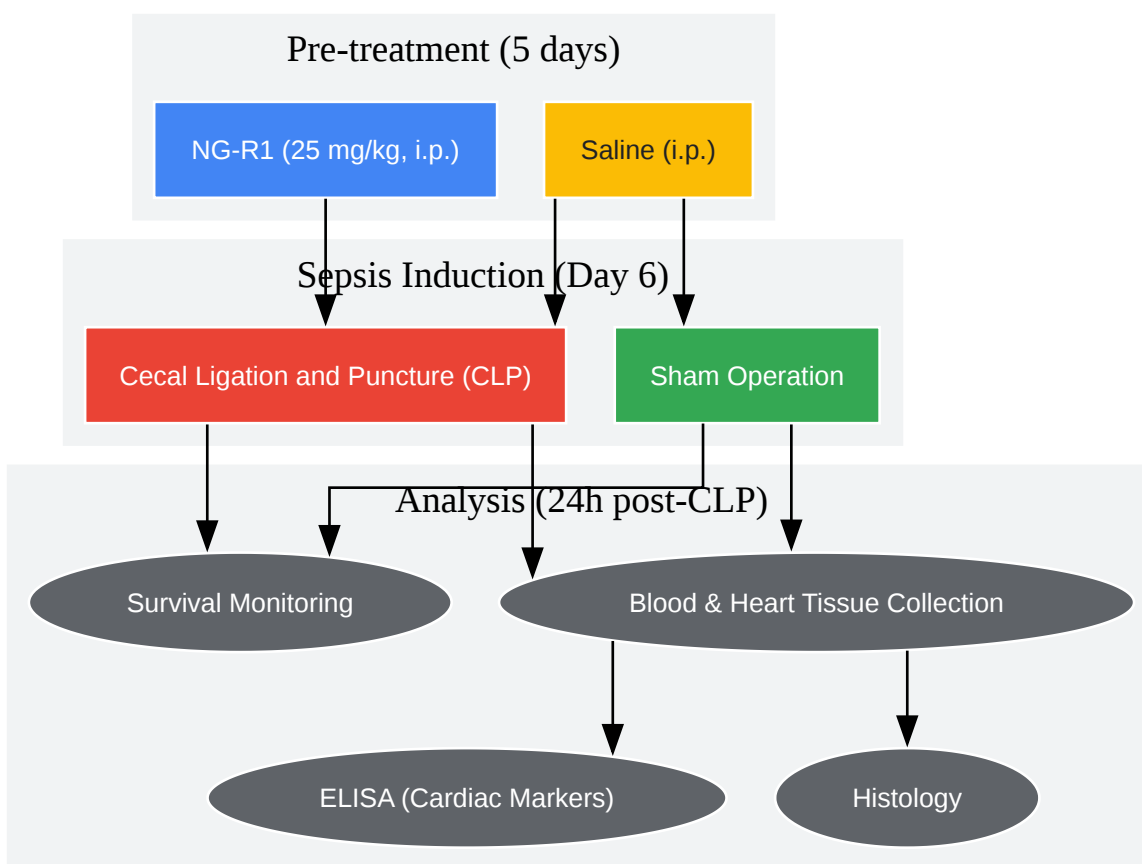 Pre-treatment (5 days)
NG-R1 (25 mg/kg, i.p.)
Saline (i.p.)
Sepsis Induction (Day 6)
Cecal Ligation and Puncture (CLP)
Sham Operation
Analysis (24h post-CLP)
Survival Monitoring
Blood & Heart Tissue Collection
ELISA (Cardiac Markers)
Histology